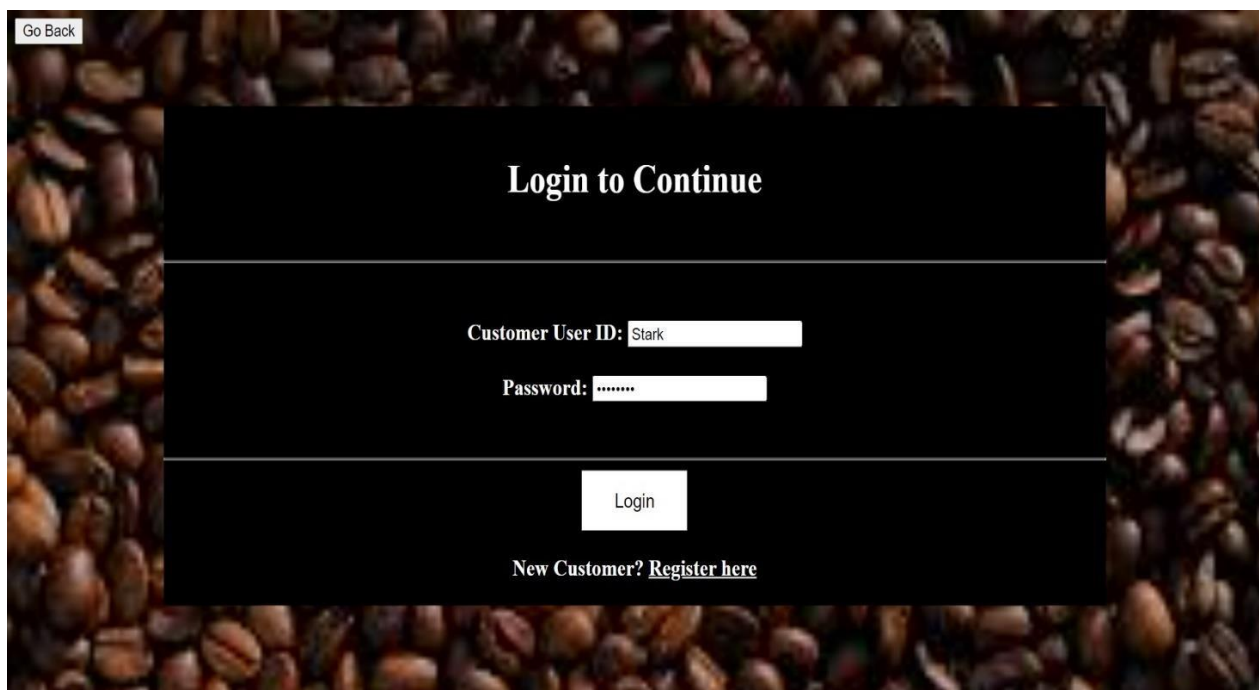 Go Back
Login to Continue
Customer User ID: Stark
Password: ••••••••
Login
New Customer? Register here